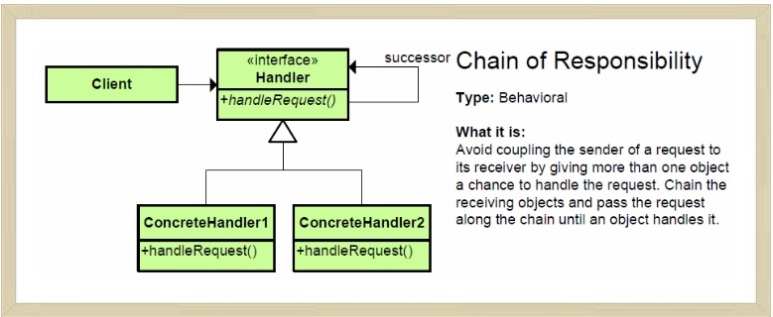 Client
«interface»
Handler
+handleRequest()
successor
ConcreteHandler1
+handleRequest()
ConcreteHandler2
+handleRequest()
Chain of Responsibility
Type: Behavioral
What it is:
Avoid coupling the sender of a request to
its receiver by giving more than one object
a chance to handle the request. Chain the
receiving objects and pass the request
along the chain until an object handles it.